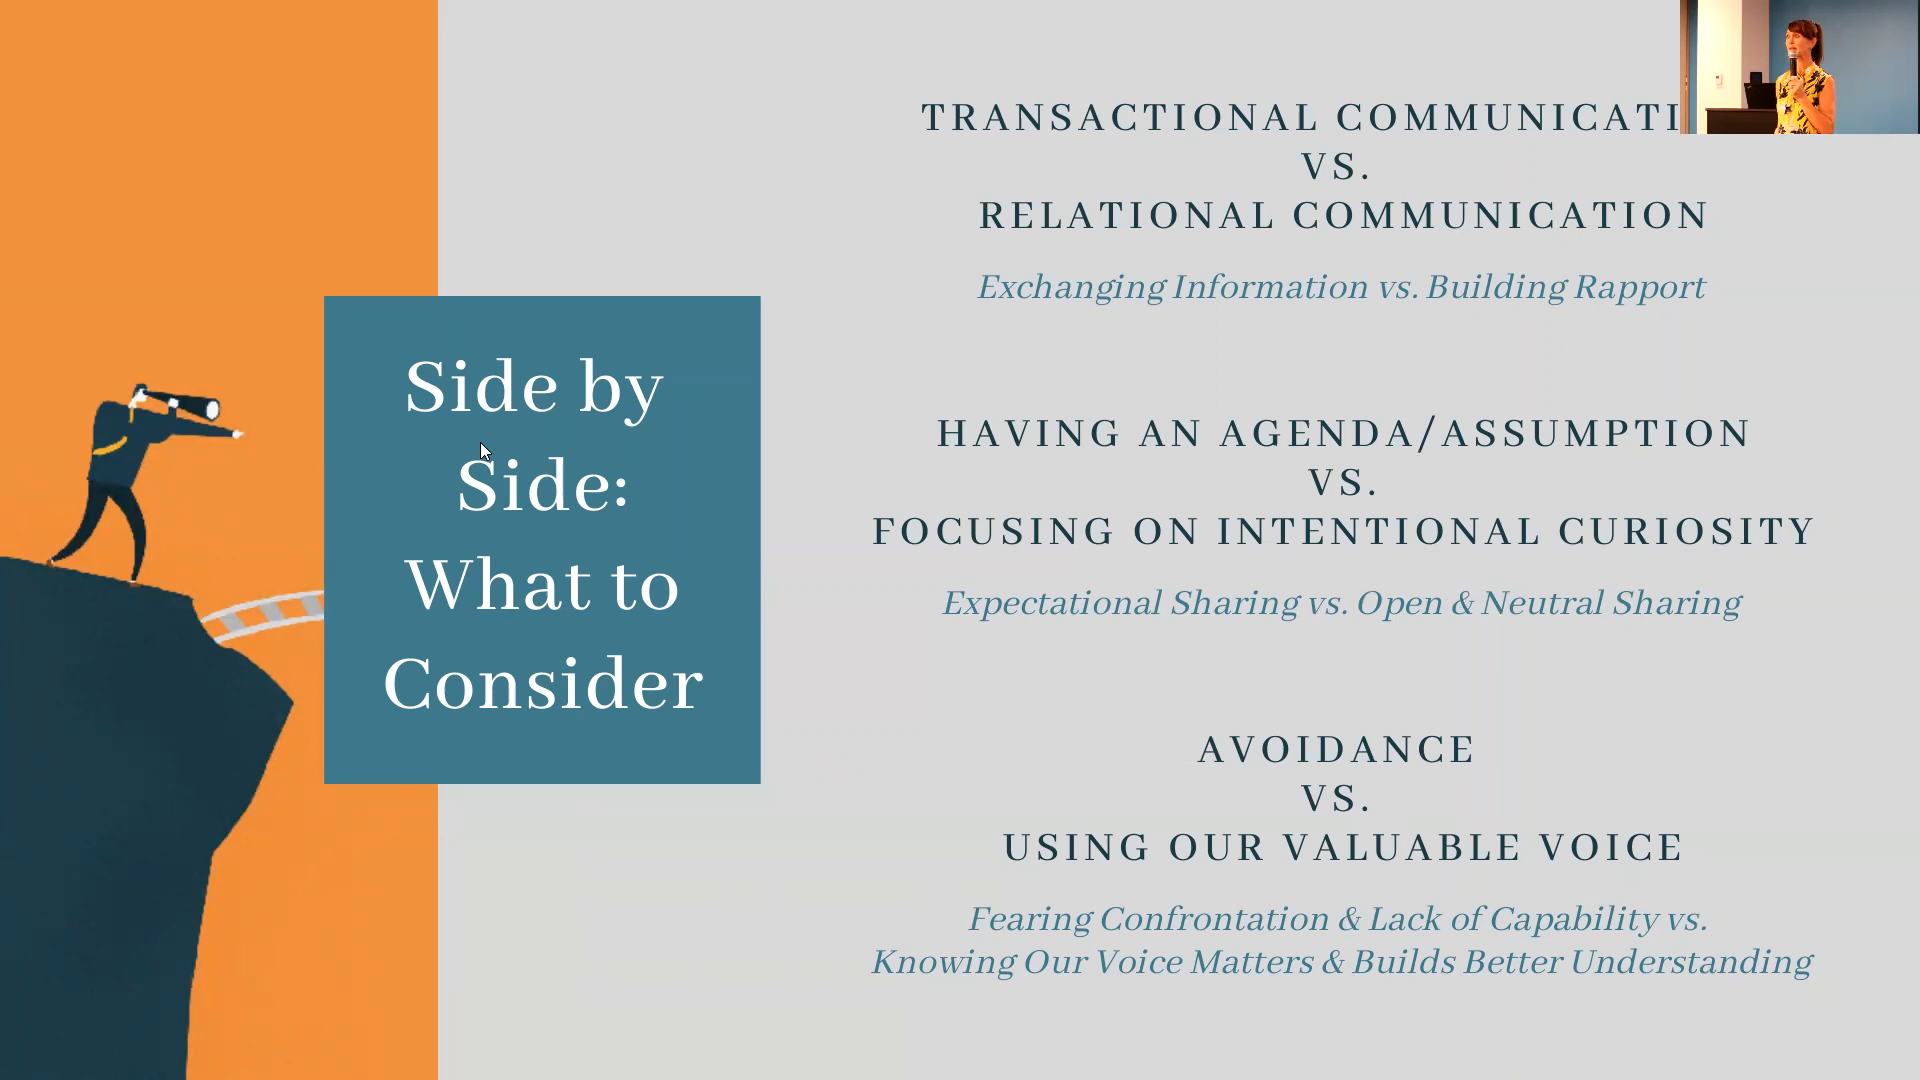 Side by
Side:
What to
Consider
TRANSACTIONAL
VS.
RELATIONAL COMMUNICATION
Exchanging Information vs. Building Rapport
HAVING AN AGENDA/ASSUMPTION
VS.
FOCUSING ON INTENTIONAL CURIOSITY
Expectational Sharing vs. Open & Neutral Sharing
AVOIDANCE
VS.
USING OUR VALUABLE VOICE
Fearing Confrontation & Lack of Capability vs.
Knowing Our Voice Matters & Builds Better Understanding